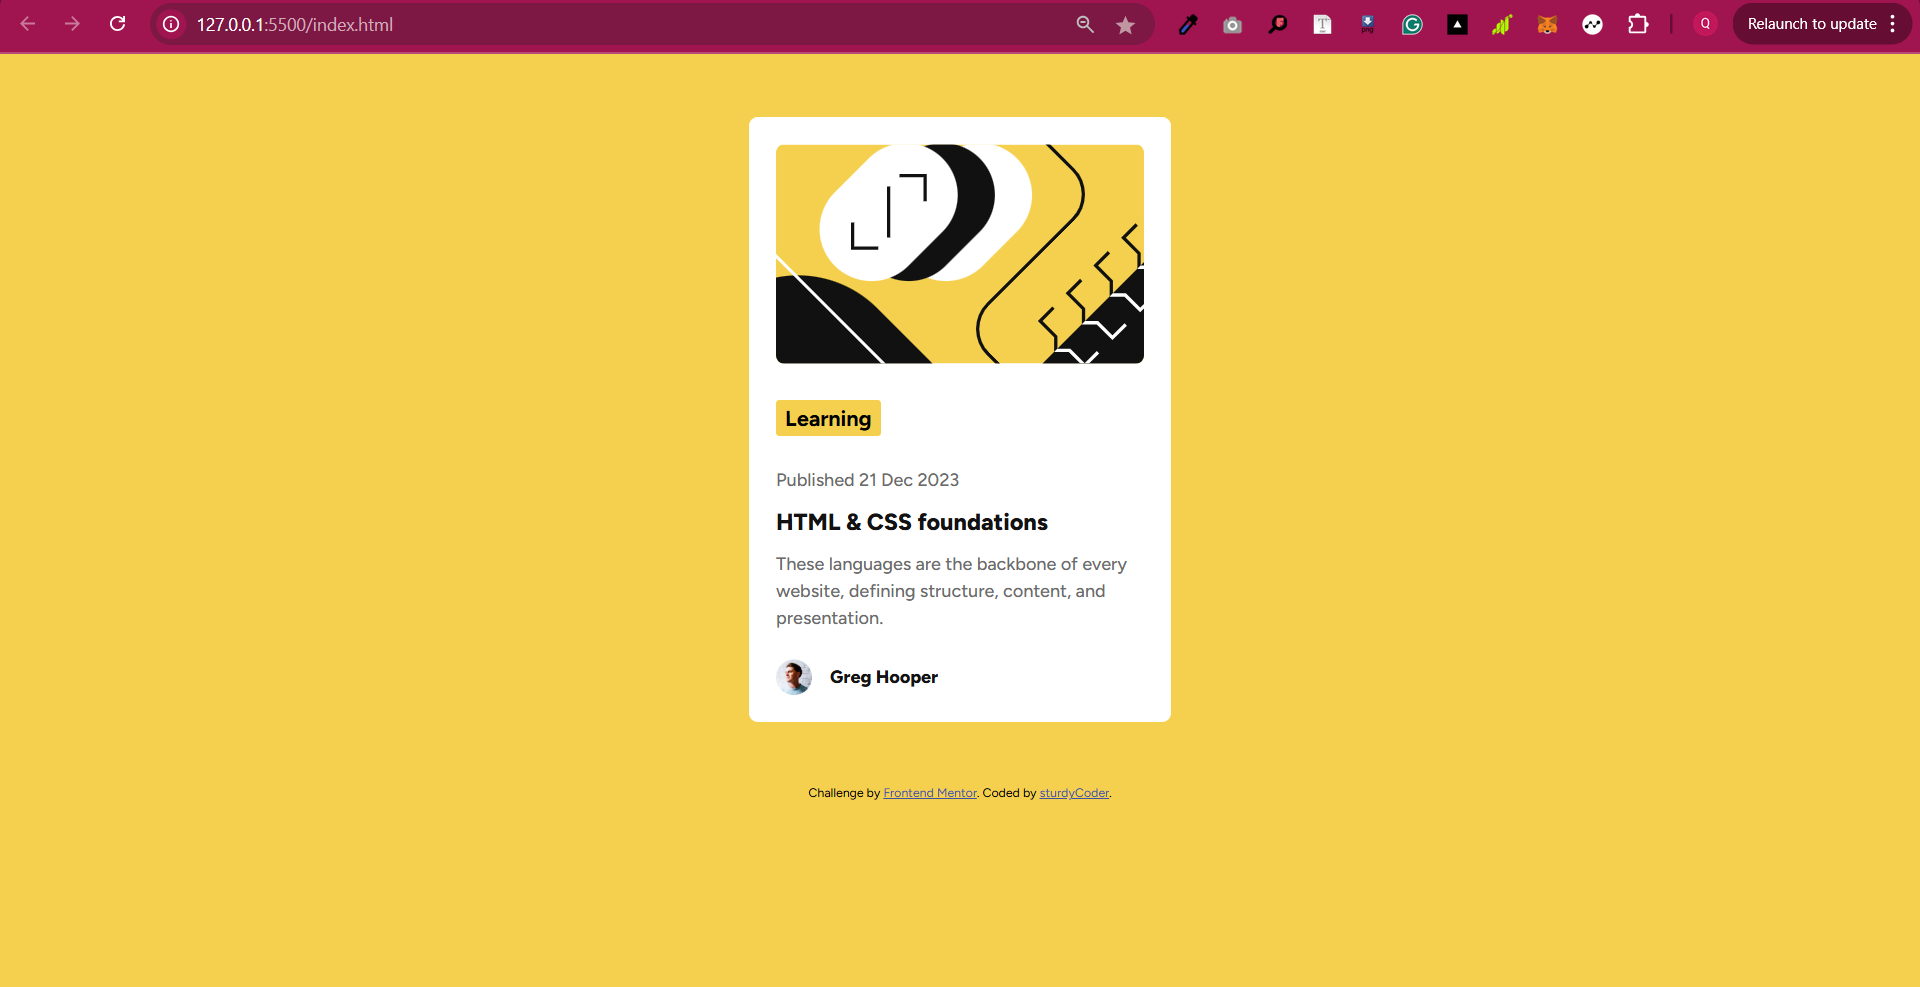 127.0.0.1:5500/index.html
Q
Relaunch to update
Learning
Published 21 Dec 2023
HTML & CSS foundations
These languages are the backbone of every
website, defining structure, content, and
presentation.
Greg Hooper
Challenge by Frontend Mentor. Coded by sturdyCoder.